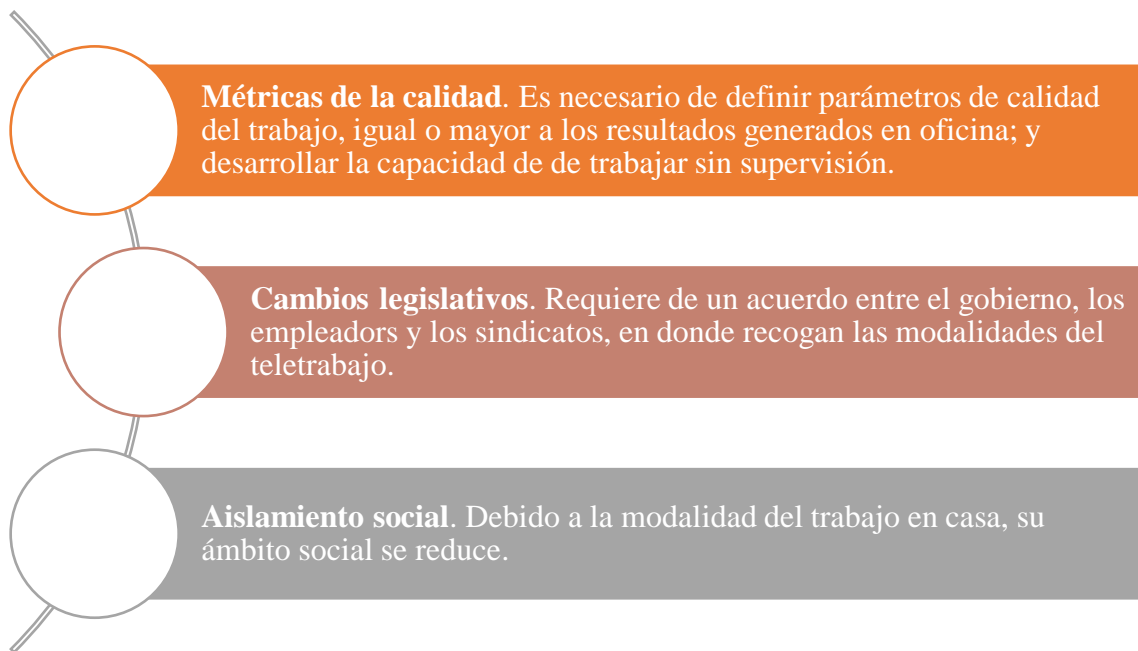 Métricas de la calidad. Es necesario de definir parámetros de calidad
del trabajo, igual o mayor a los resultados generados en oficina; y
desarrollar la capacidad de de trabajar sin supervisión.
Cambios legislativos. Requiere de un acuerdo entre el gobierno, los
empleadors y los sindicatos, en donde recogan las modalidades del
teletrabajo.
Aislamiento social. Debido a la modalidad del trabajo en casa, su
ámbito social se reduce.